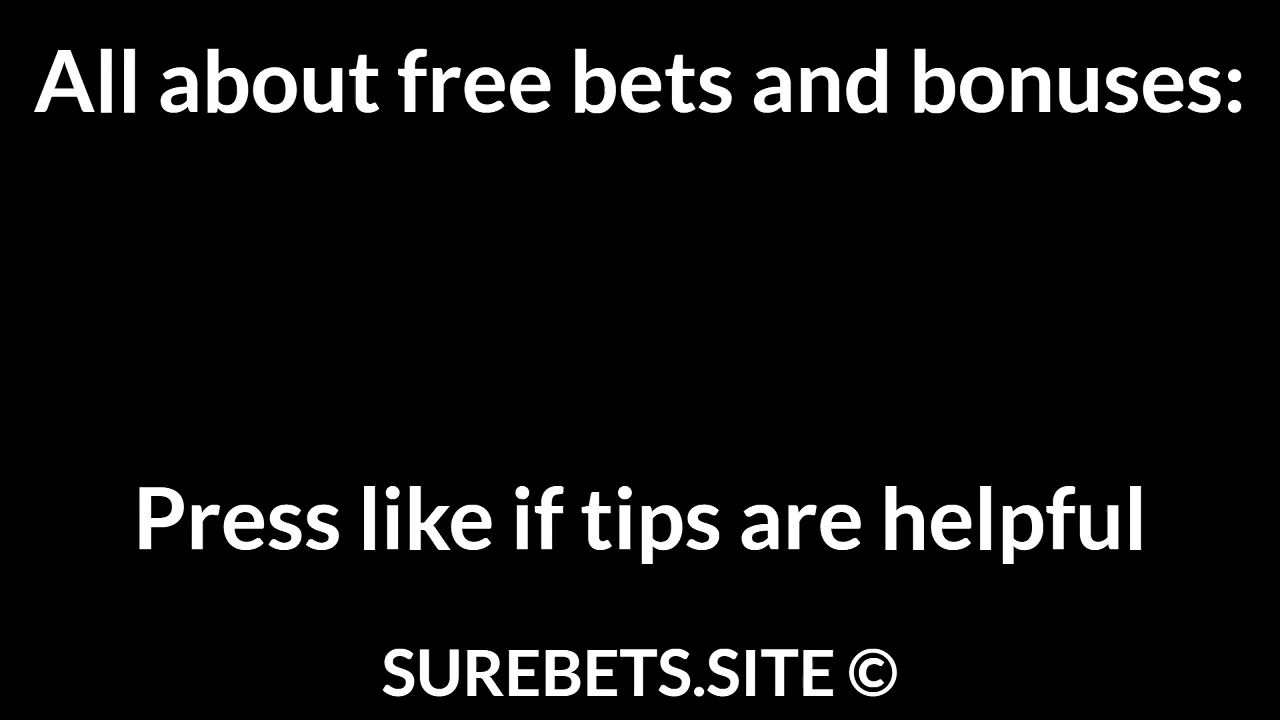 All about free bets and bonuses:
Press like if tips are helpful
SUREBETS.SITE ©